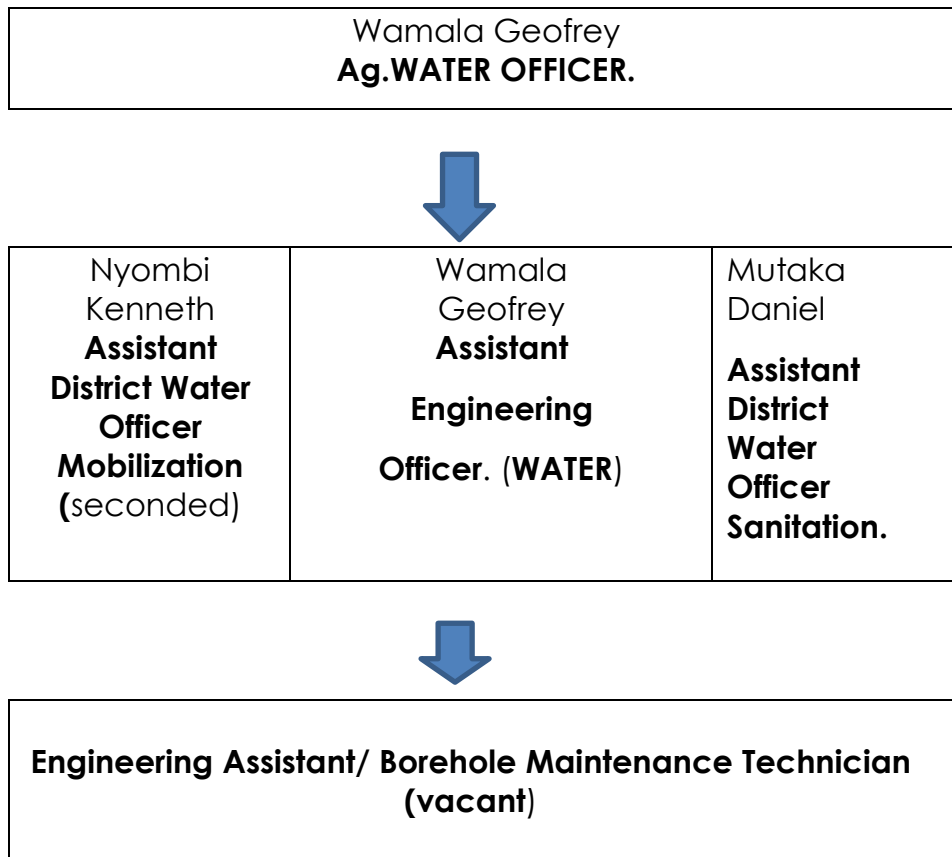 Wamala Geofrey
Ag.WATER OFFICER.
Nyombi
Kenneth
Assistant
District Water
Officer
Mobilization
(seconded)
Wamala
Geofrey
Assistant
Engineering
Officer. (WATER)
Mutaka
Daniel
Assistant
District
Water
Officer
Sanitation.
Engineering Assistant/ Borehole Maintenance Technician
(vacant)